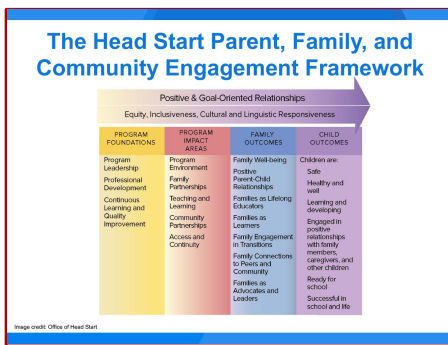 The Head Start Parent, Family, and
Community Engagement Framework
Positive & Goal-Oriented Relationships
Equity, Inclusiveness, Cultural and Linguistic Responsiveness
PROGRAM
FOUNDATIONS
Program
Leadership
Professional
Development
Continuous
Learning and
Quality
Improvement
PROGRAM
IMPACT
AREAS
Program
Environment
Family
Partnerships
Teaching and
Learning
Community
Partnerships
Access and
Continuity
FAMILY
OUTCOMES
Family Well-being
Positive
Parent-Child
Relationships
Families as Lifelong
Educators
Families as
Learners
Family Engagement
in Transitions
Family Connections
to Peers and
Community
Families as
Advocates and
Leaders
CHILD
OUTCOMES
Children are:
Safe
Healthy and
well
Learning and
developing
Engaged in
positive
relationships
with family
members,
caregivers, and
other children
Ready for
school
Successful in
school and life
Image credit: Office of Head Start